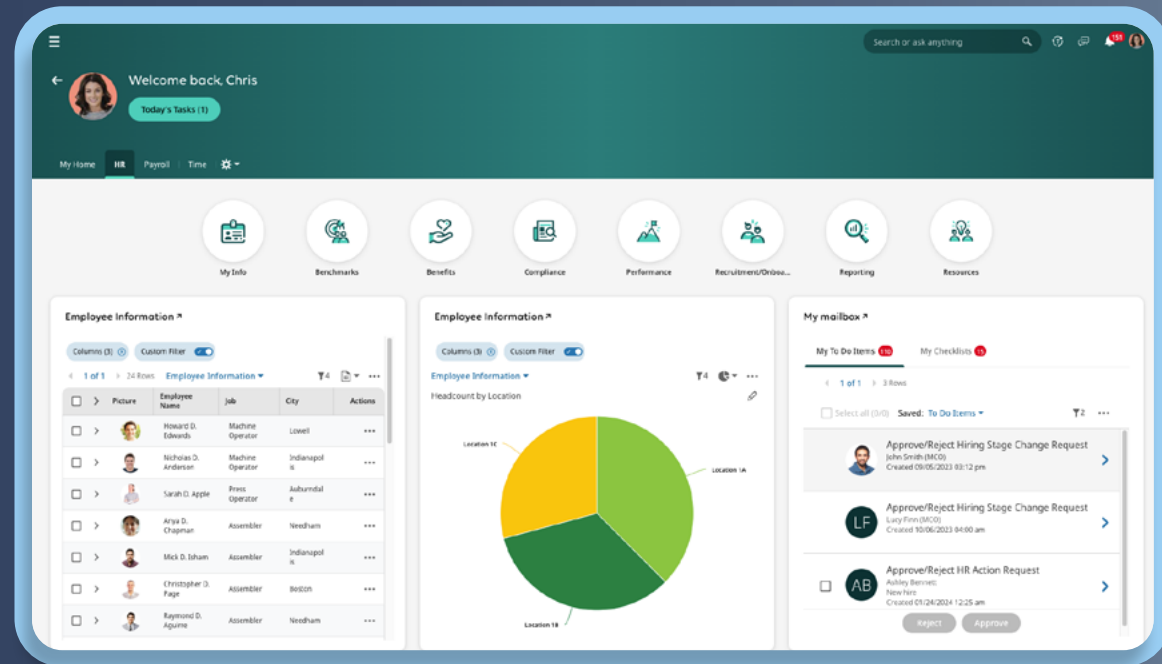 Search or ask anything
151
Welcome back, Chris
Today's Tasks (1)
My Home HR Payroll Time
My Info Benchmarks Benefits Compliance Performance Recruitment/Onboa... Reporting Resources
Employee Information
Columns (3) Custom Filter
1 of 1 24 Rows Employee Information 4
Picture Employee Name Job City Actions
Howard D. Edwards Machine Operator Lowell
Nicholas D. Anderson Machine Operator Indianapol is
Sarah D. Apple Press Operator Auburndal e
Anya D. Chapman Assembler Needham
Mick D. Isham Assembler Indianapol is
Christopher D. Page Assembler Boston
Raymond D. Aguirre Assembler Needham
Employee Information
Columns (3) Custom Filter
Employee Information 4
Headcount by Location
Location 1C
Location 1A
Location 1B
My mailbox
My To Do Items 110 My Checklists 15
1 of 1 3 Rows
Select all (0/0) Saved: To Do Items 2
Approve/Reject Hiring Stage Change Request
John Smith (MCO)
Created 09/05/2023 03:12 pm
LF
Approve/Reject Hiring Stage Change Request
Lucy Finn (MCO)
Created 10/06/2023 04:00 am
AB
Approve/Reject HR Action Request
Ashley Bennett
New hire
Created 01/24/2024 12:25 am
Reject Approve